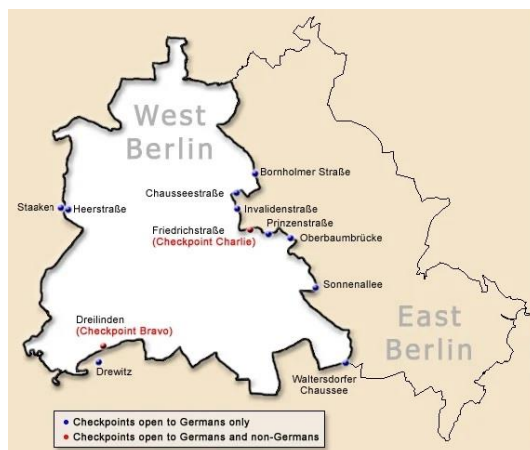 West
Berlin
Bornholmer Straße
Chausseestraße
Staaken
Heerstraße
Invalidenstraße
Prinzenstraße
Friedrichstraße
(Checkpoint Charlie)
Oberbaumbrücke
Sonnenallee
Dreilinden
(Checkpoint Bravo)
East
Berlin
Drewitz
Waltersdorfer
Chaussee
Checkpoints open to Germans only
Checkpoints open to Germans and non-Germans